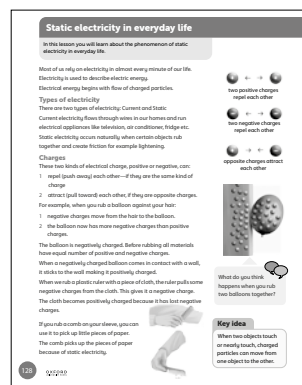 Static electricity in everyday life
In this lesson you will learn about the phenomenon of static
electricity in everyday life.
Most of us rely on electricity in almost every minute of our life.
Electricity is used to describe electric energy.
Electrical energy begins with flow of charged particles.
Types of electricity
There are two types of electricity: Current and Static
Current electricity flows through wires in our homes and run
electrical appliances like television, air conditioner, fridge etc.
Static electricity occurs naturally when certain objects rub
together and create friction for example lightening.
Charges
These two kinds of electrical charge, positive or negative, can:
1 repel (push away) each other—if they are the same kind of
charge
2 attract (pull toward) each other, if they are opposite charges.
For example, when you rub a balloon against your hair:
1 negative charges move from the hair to the balloon.
2 the balloon now has more negative charges than positive
charges.
The balloon is negatively charged. Before rubbing all materials
have equal number of positive and negative charges.
When a negatively charged balloon comes in contact with a wall,
it sticks to the wall making it positively charged.
When we rub a plastic ruler with a piece of cloth, the ruler pulls some
negative charges from the cloth. This gives it a negative charge.
The cloth becomes positively charged because it has lost negative
charges.
If you rub a comb on your sleeve, you can
use it to pick up little pieces of paper.
The comb picks up the pieces of paper
because of static electricity.
two positive charges
repel each other
two negative charges
repel each other
opposite charges attract
each other.
What do you think
happens when you rub
two balloons together?
Key idea
When two objects touch
or nearly touch, charged
particles can move from
one object to the other.
128
OXFORD